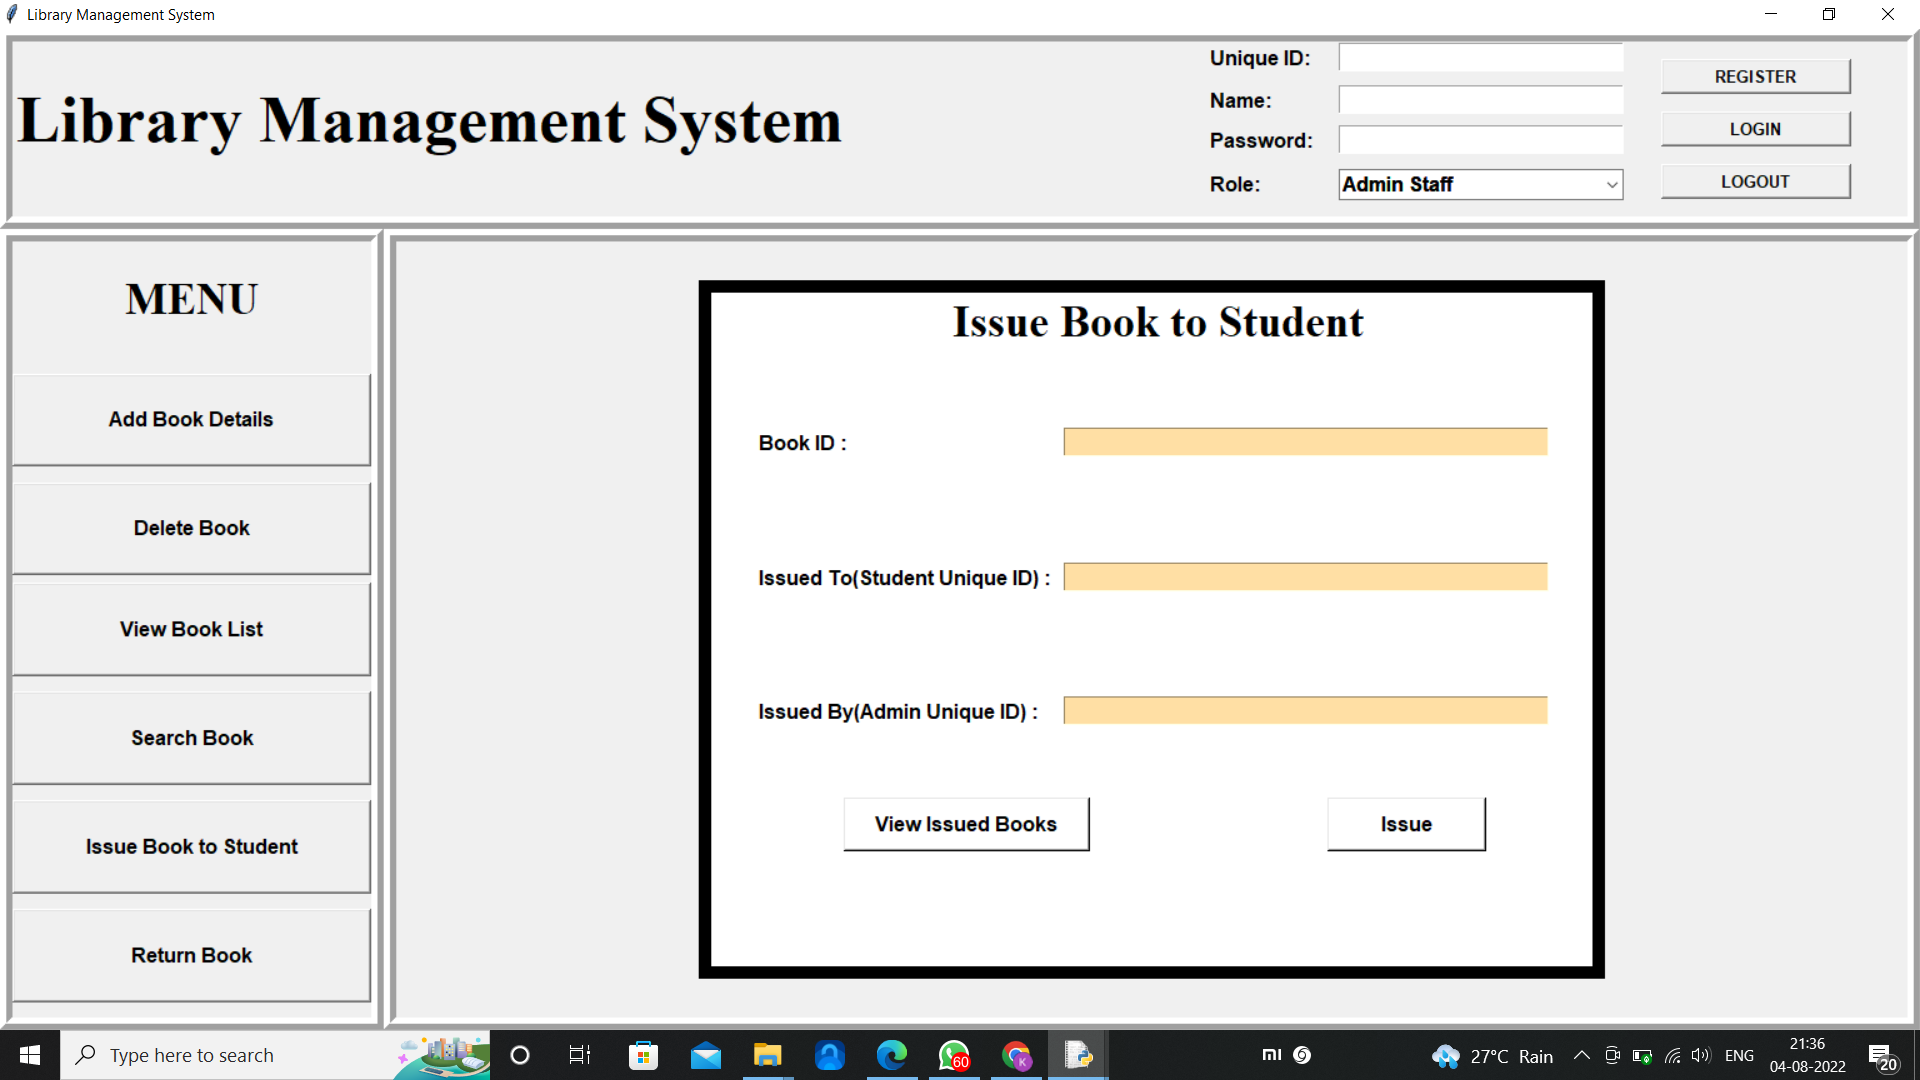 Library Management System
Library Management System
Unique ID:
Name:
Password:
Role:
Admin Staff
REGISTER
LOGIN
LOGOUT
MENU
Add Book Details
Delete Book
View Book List
Search Book
Issue Book to Student
Return Book
Issue Book to Student
Book ID :
Issued To(Student Unique ID) :
Issued By(Admin Unique ID) :
View Issued Books
Issue
Type here to search
60
K
mi
27°C Rain
ENG
21:36
04-08-2022
20